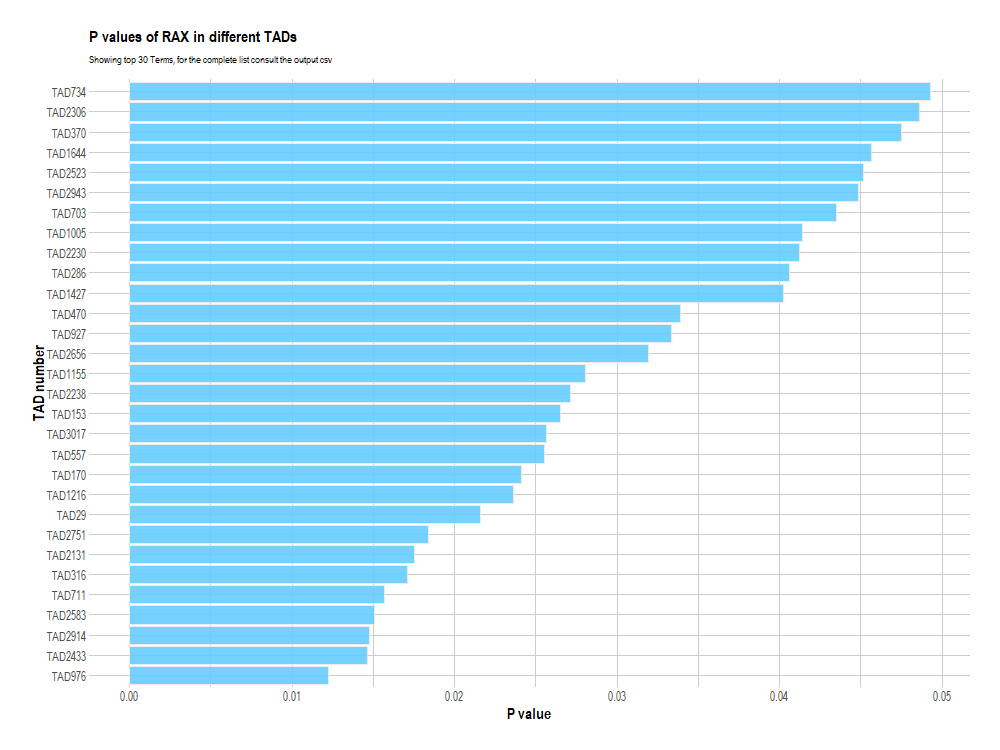 P values of RAX in different TADs
Showing top 30 Terms, for the complete list consult the output csv
TAD734
TAD2306
TAD370
TAD1644
TAD2523
TAD2943
TAD703
TAD1005
TAD2230
TAD286
TAD1427
TAD470
TAD927
TAD2656
TAD1155
TAD2238
TAD153
TAD3017
TAD557
TAD170
TAD1216
TAD29
TAD2751
TAD2131
TAD316
TAD711
TAD2583
TAD2914
TAD2433
TAD976
TAD number
0.00 0.01 0.02 0.03 0.04 0.05
P value